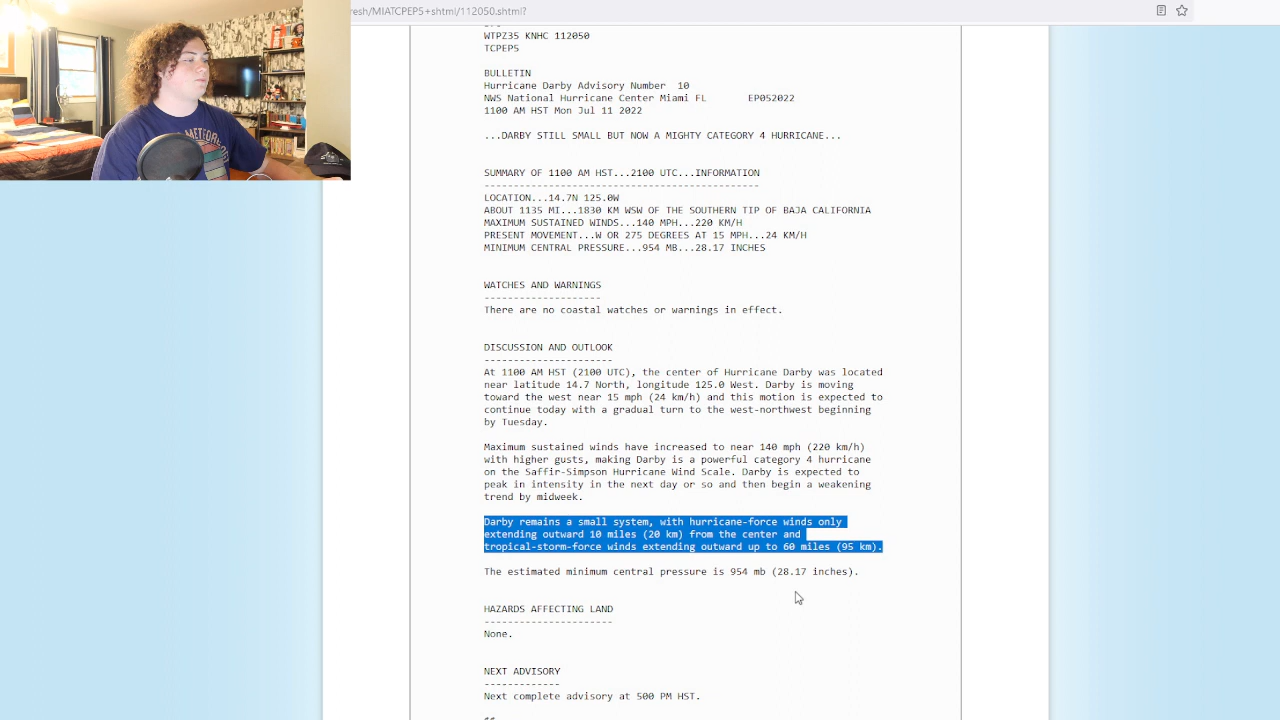 resh/MIATCPEP5+shtml/112050.shtml?
WTPZ35 KNHC 112050
TCPEP5
BULLETIN
Hurricane Darby Advisory Number  10
NWS National Hurricane Center Miami FL       EP052022
1100 AM HST Mon Jul 11 2022
...DARBY STILL SMALL BUT NOW A MIGHTY CATEGORY 4 HURRICANE...
SUMMARY OF 1100 AM HST...2100 UTC...INFORMATION
-----------------------------------------------
LOCATION...14.7N 125.0W
ABOUT 1135 MI...1830 KM WSW OF THE SOUTHERN TIP OF BAJA CALIFORNIA
MAXIMUM SUSTAINED WINDS...140 MPH...220 KM/H
PRESENT MOVEMENT...W OR 275 DEGREES AT 15 MPH...24 KM/H
MINIMUM CENTRAL PRESSURE...954 MB...28.17 INCHES
WATCHES AND WARNINGS
--------------------
There are no coastal watches or warnings in effect.
DISCUSSION AND OUTLOOK
----------------------
At 1100 AM HST (2100 UTC), the center of Hurricane Darby was located
near latitude 14.7 North, longitude 125.0 West. Darby is moving
toward the west near 15 mph (24 km/h) and this motion is expected to
continue today with a gradual turn to the west-northwest beginning
by Tuesday.
Maximum sustained winds have increased to near 140 mph (220 km/h)
with higher gusts, making Darby is a powerful category 4 hurricane
on the Saffir-Simpson Hurricane Wind Scale. Darby is expected to
peak in intensity in the next day or so and then begin a weakening
trend by midweek.
Darby remains a small system, with hurricane-force winds only
extending outward 10 miles (20 km) from the center and
tropical-storm-force winds extending outward up to 60 miles (95 km).
The estimated minimum central pressure is 954 mb (28.17 inches).
HAZARDS AFFECTING LAND
----------------------
None.
NEXT ADVISORY
-------------
Next complete advisory at 500 PM HST.